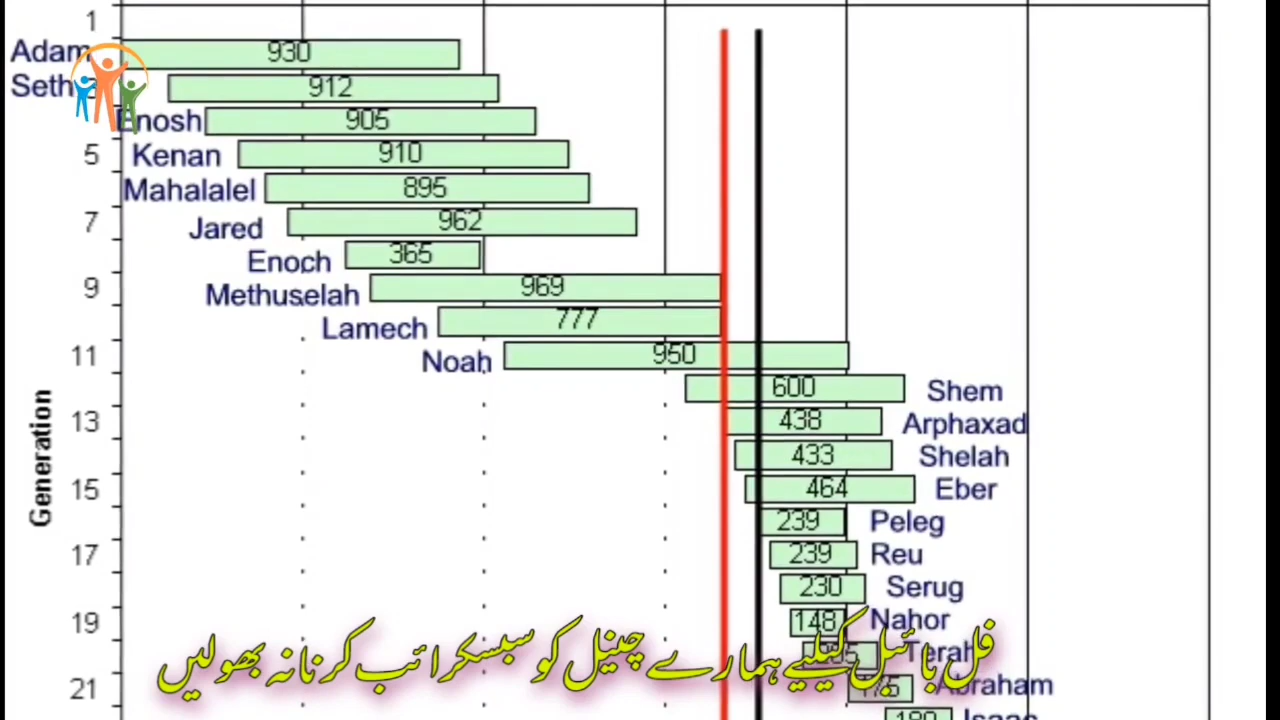 1
Adam 930
Seth 912
Enosh 905
5 Kenan 910
Mahalalel 895
7 Jared 962
Enoch 365
9 Methuselah 969
Lamech 777
11 Noah 950
600 Shem
13 438 Arphaxad
433 Shelah
15 464 Eber
239 Peleg
17 239 Reu
230 Serug
19 148 Nahor
Terah
21 175 Abraham
180 Isaac
Generation
فل بائبل کیلیے ہمارے چینل کو سبسکرائب کرنا نہ بھولیں